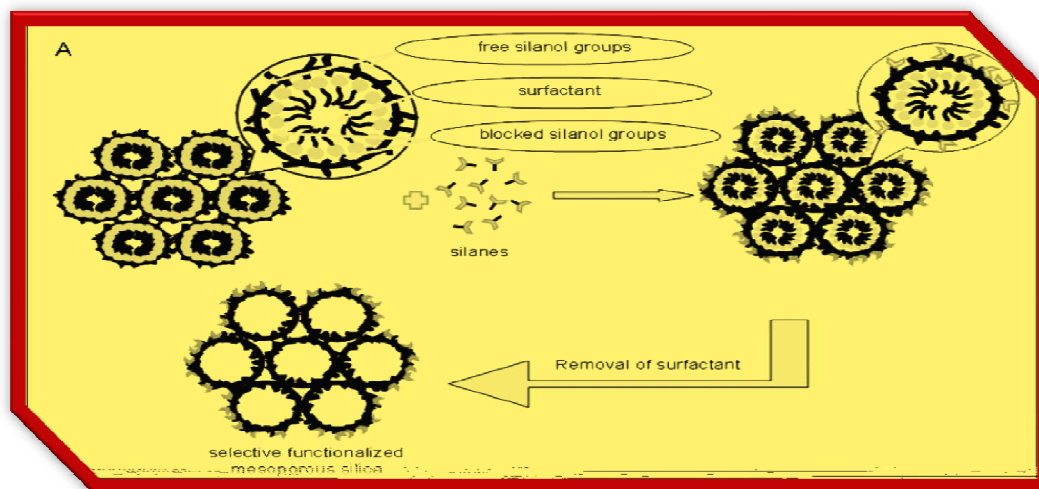 A
free silanol groups
surfactant
blocked silanol groups
silanes
Removal of surfactant
selective functionalized
mesoporous silica